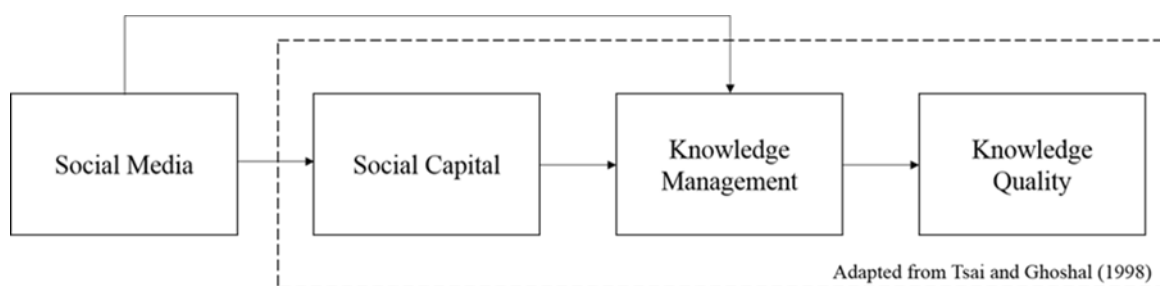 Social Media
Social Capital
Knowledge
Management
Knowledge
Quality
Adapted from Tsai and Ghoshal (1998)